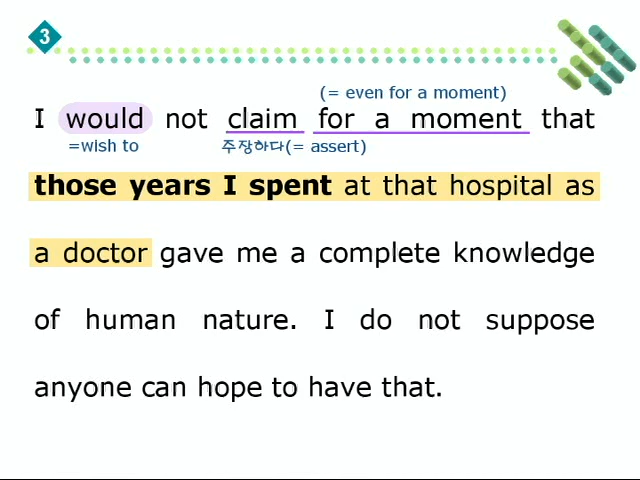 3
(= even for a moment)
I would not claim for a moment that
=wish to 주장하다(= assert)
those years I spent at that hospital as
a doctor gave me a complete knowledge
of human nature. I do not suppose
anyone can hope to have that.